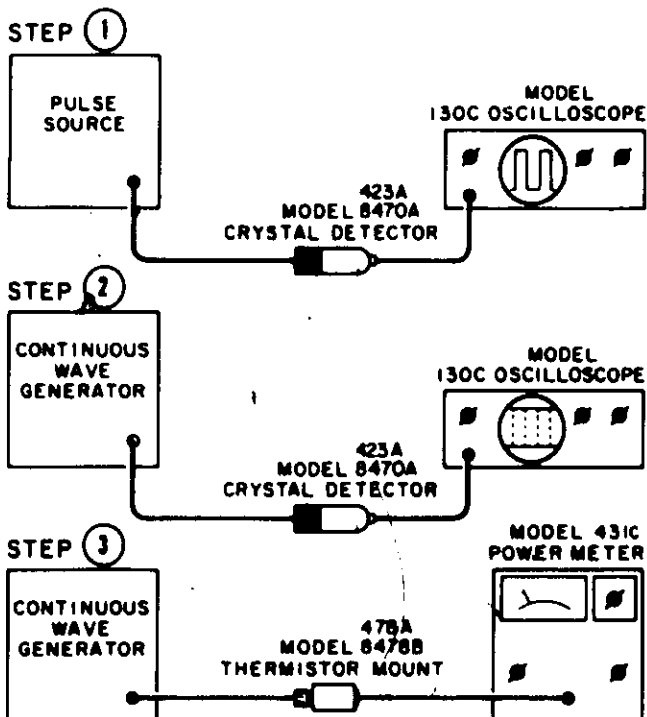 STEP 1
PULSE
SOURCE
MODEL
130C OSCILLOSCOPE
423A
MODEL 8470A
CRYSTAL DETECTOR
STEP 2
CONTINUOUS
WAVE
GENERATOR
MODEL
130C OSCILLOSCOPE
423A
MODEL 8470A
CRYSTAL DETECTOR
STEP 3
CONTINUOUS
WAVE
GENERATOR
478A
MODEL 8478B
THERMISTOR MOUNT
MODEL 431C
POWER METER